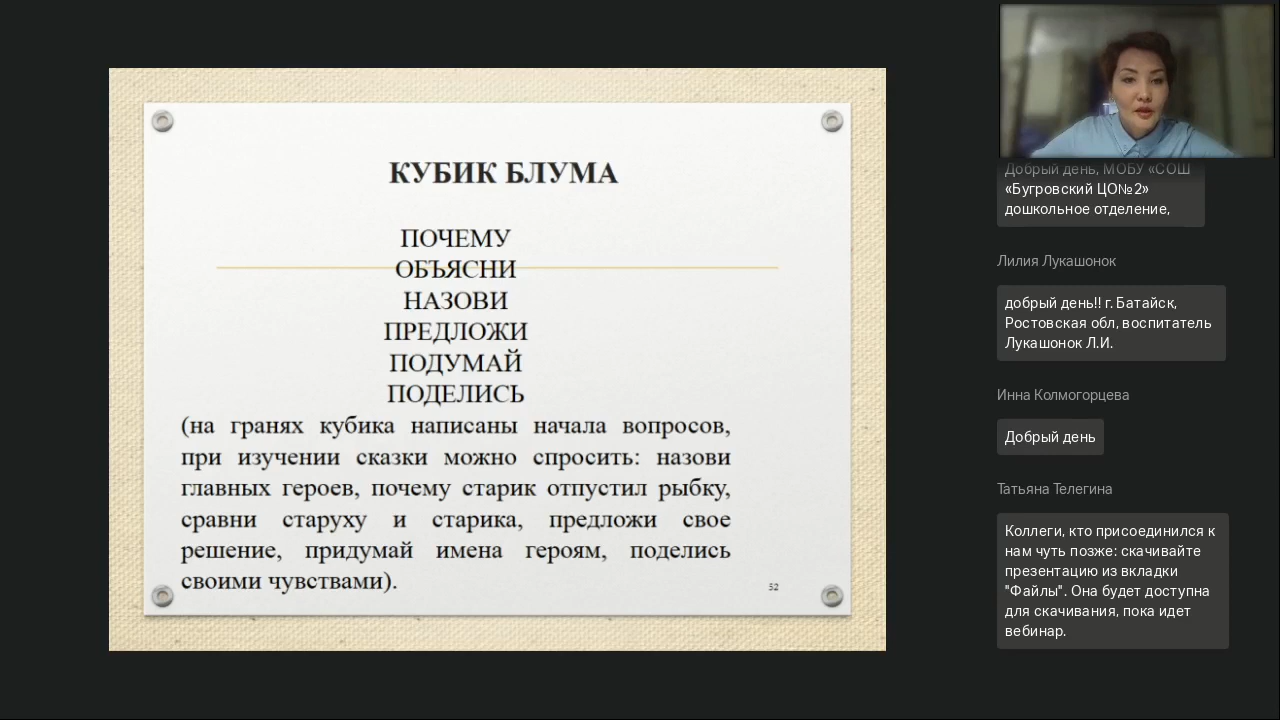 КУБИК БЛУМА
ПОЧЕМУ
ОБЪЯСНИ
НАЗОВИ
ПРЕДЛОЖИ
ПОДУМАЙ
ПОДЕЛИСЬ
(на гранях кубика написаны начала вопросов,
при изучении сказки можно спросить: назови
главных героев, почему старик отпустил рыбку,
сравни старуху и старика, предложи свое
решение, придумай имена героям, поделись
своими чувствами).
52
Добрый день, МОБУ «СОШ
«Бугровский ЦО№2»
дошкольное отделение,
Лилия Лукашонок
добрый день!! г. Батайск,
Ростовская обл, воспитатель
Лукашонок Л.И.
Инна Колмогорцева
Добрый день
Татьяна Телегина
Коллеги, кто присоединился к
нам чуть позже: скачивайте
презентацию из вкладки
"Файлы". Она будет доступна
для скачивания, пока идет
вебинар.